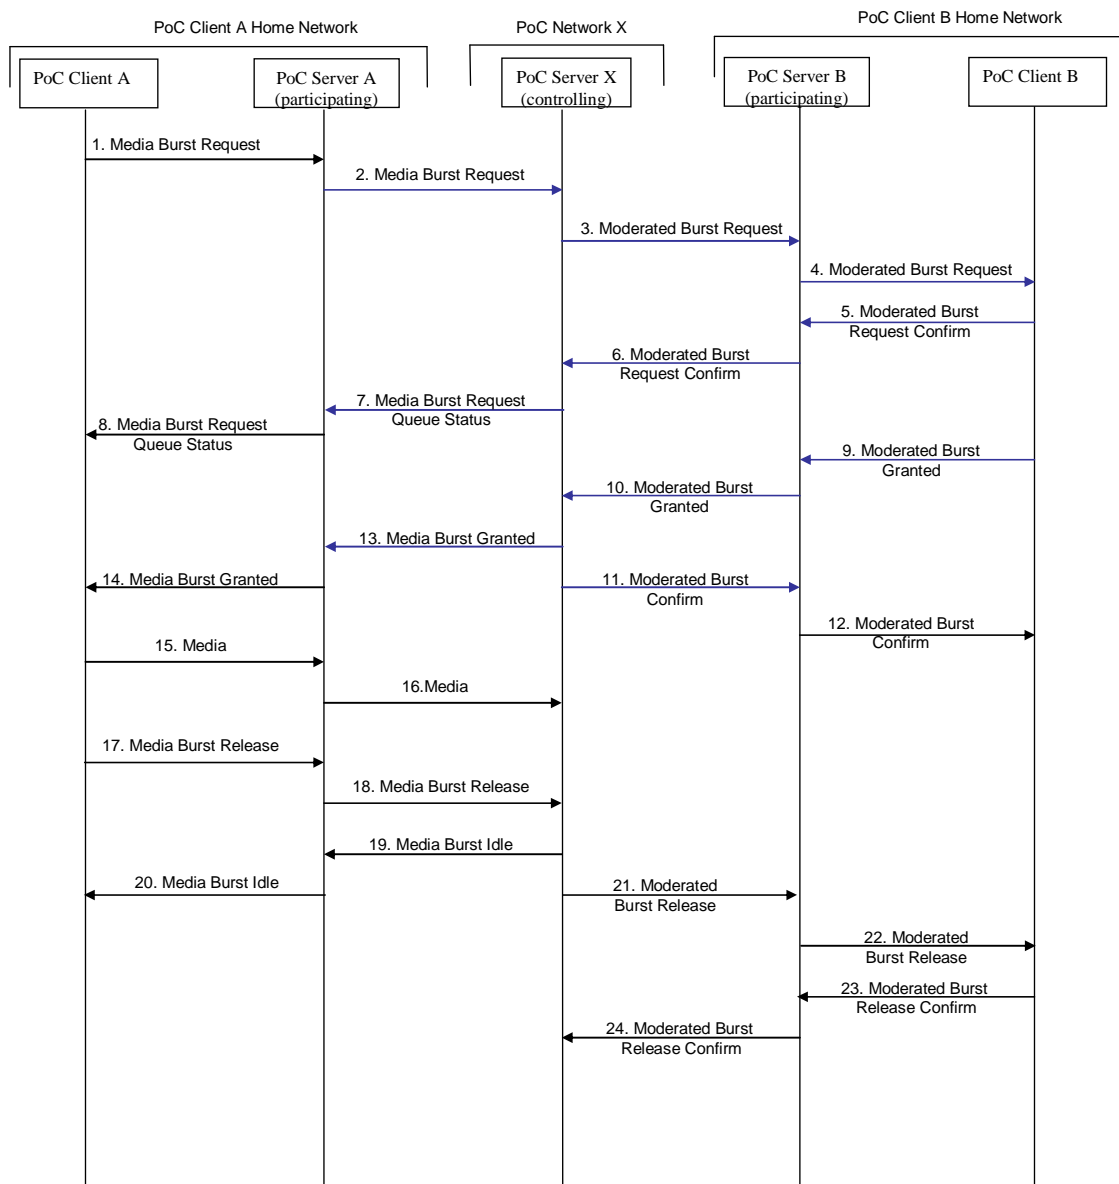 PoC Client A Home Network
PoC Network X
PoC Client B Home Network
PoC Client A
PoC Server A
(participating)
PoC Server X
(controlling)
PoC Server B
(participating)
PoC Client B
1. Media Burst Request
2. Media Burst Request
3. Moderated Burst Request
4. Moderated Burst Request
5. Moderated Burst
Request Confirm
6. Moderated Burst
Request Confirm
7. Media Burst Request
Queue Status
8. Media Burst Request
Queue Status
9. Moderated Burst
Granted
10. Moderated Burst
Granted
13. Media Burst Granted
14. Media Burst Granted
11. Moderated Burst
Confirm
12. Moderated Burst
Confirm
15. Media
16.Media
17. Media Burst Release
18. Media Burst Release
19. Media Burst Idle
20. Media Burst Idle
21. Moderated
Burst Release
22. Moderated
Burst Release
23. Moderated Burst
Release Confirm
24. Moderated Burst
Release Confirm